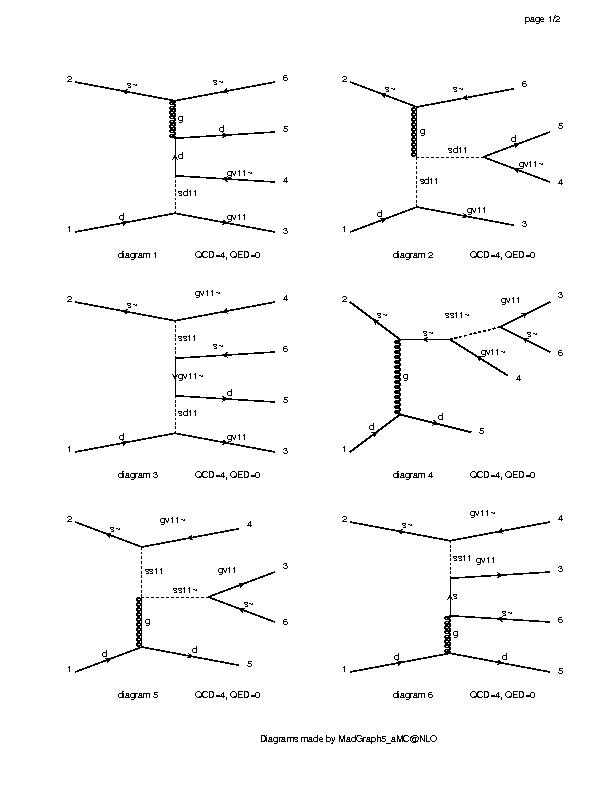 page 1/2
2 s~ s~ 6
g
d 5
d
gv11~ 4
sd11
1 d gv11 3
diagram 1 QCD=4, QED=0
2 s~ s~ 6
g
sd11 d 5
gv11~ 4
sd11
1 d gv11 3
diagram 2 QCD=4, QED=0
2 s~ gv11~ 4
ss11
s~ 6
gv11~
d 5
sd11
1 d gv11 3
diagram 3 QCD=4, QED=0
2 s~ ss11~ gv11 3
s~
s~ 6
gv11~ 4
g
1 d d 5
diagram 4 QCD=4, QED=0
2 s~ gv11~ 4
ss11
ss11~ gv11 3
s~ 6
g
1 d d 5
diagram 5 QCD=4, QED=0
2 s~ gv11~ 4
ss11
gv11 3
s
s~ 6
g
1 d d 5
diagram 6 QCD=4, QED=0
Diagrams made by MadGraph5_aMC@NLO